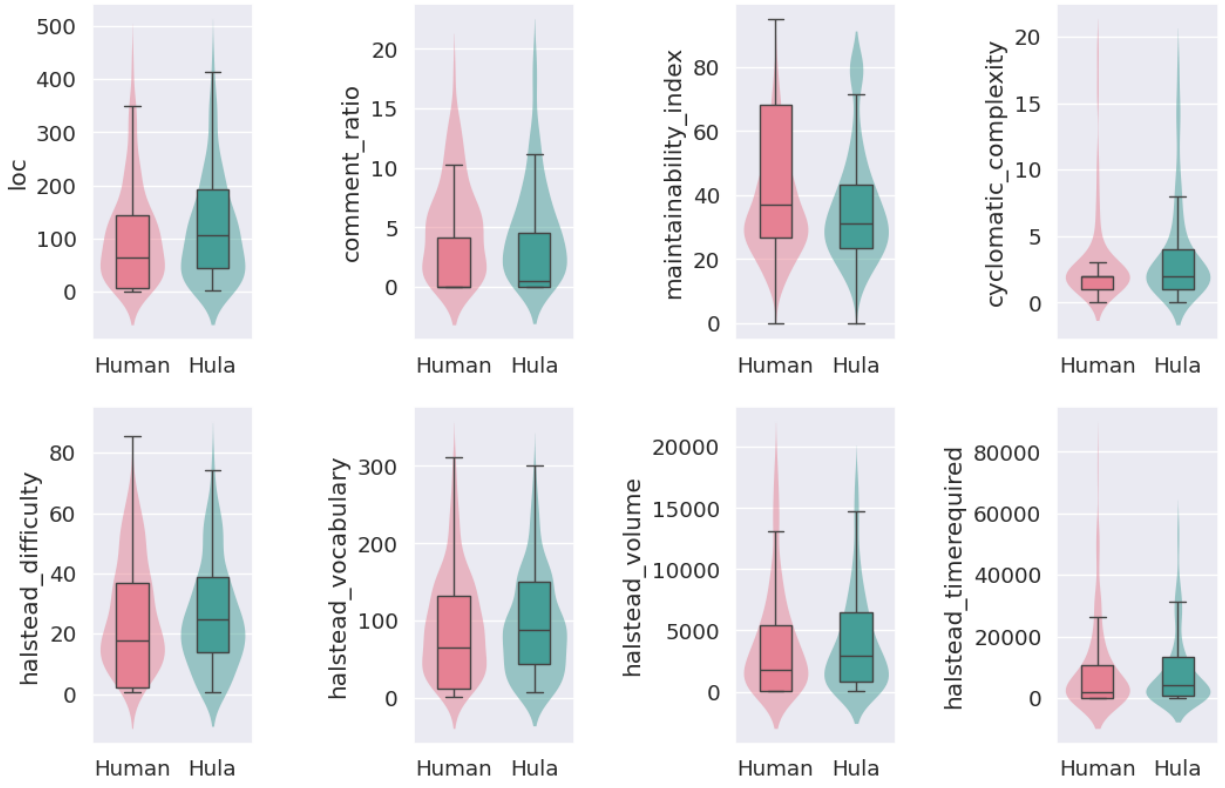 loc
500
400
300
200
100
0
Human Hula
comment_ratio
20
15
10
5
0
Human Hula
maintainability_index
80
60
40
20
0
Human Hula
cyclomatic_complexity
20
15
10
5
0
Human Hula
halstead_difficulty
80
60
40
20
0
Human Hula
halstead_vocabulary
300
200
100
0
Human Hula
halstead_volume
20000
15000
10000
5000
0
Human Hula
halstead_timerequired
80000
60000
40000
20000
0
Human Hula